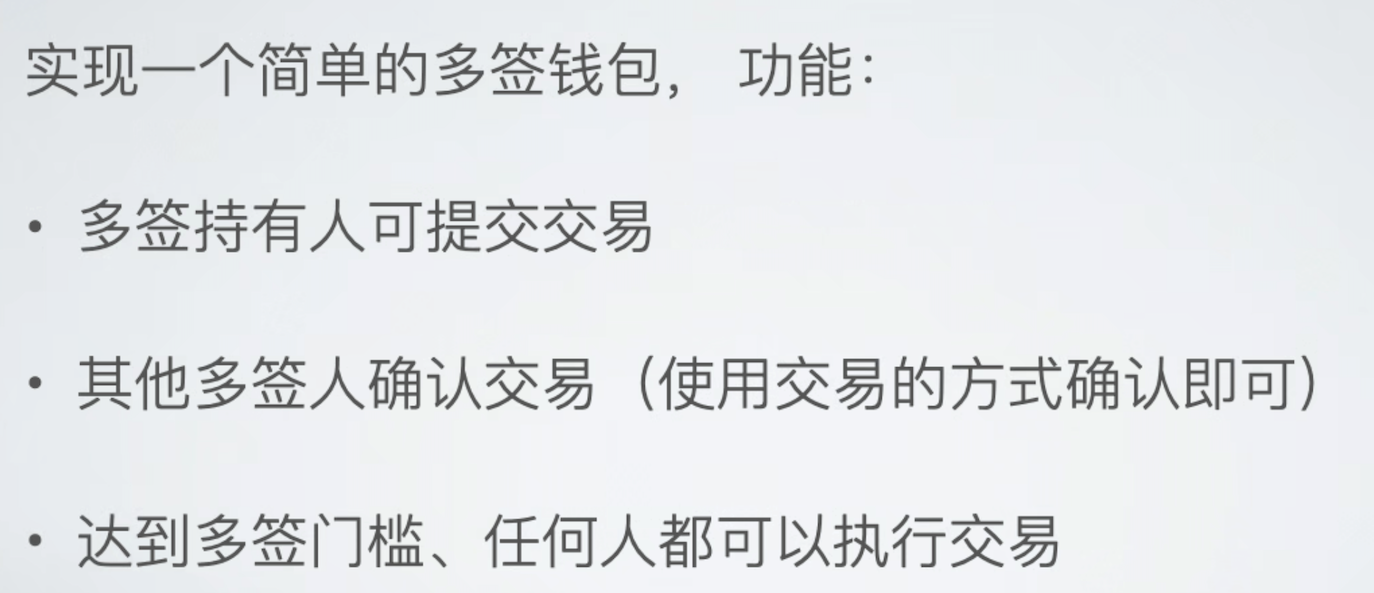 实现一个简单的多签钱包， 功能：
• 多签持有人可提交交易
• 其他多签人确认交易（使用交易的方式确认即可）
• 达到多签门槛、任何人都可以执行交易